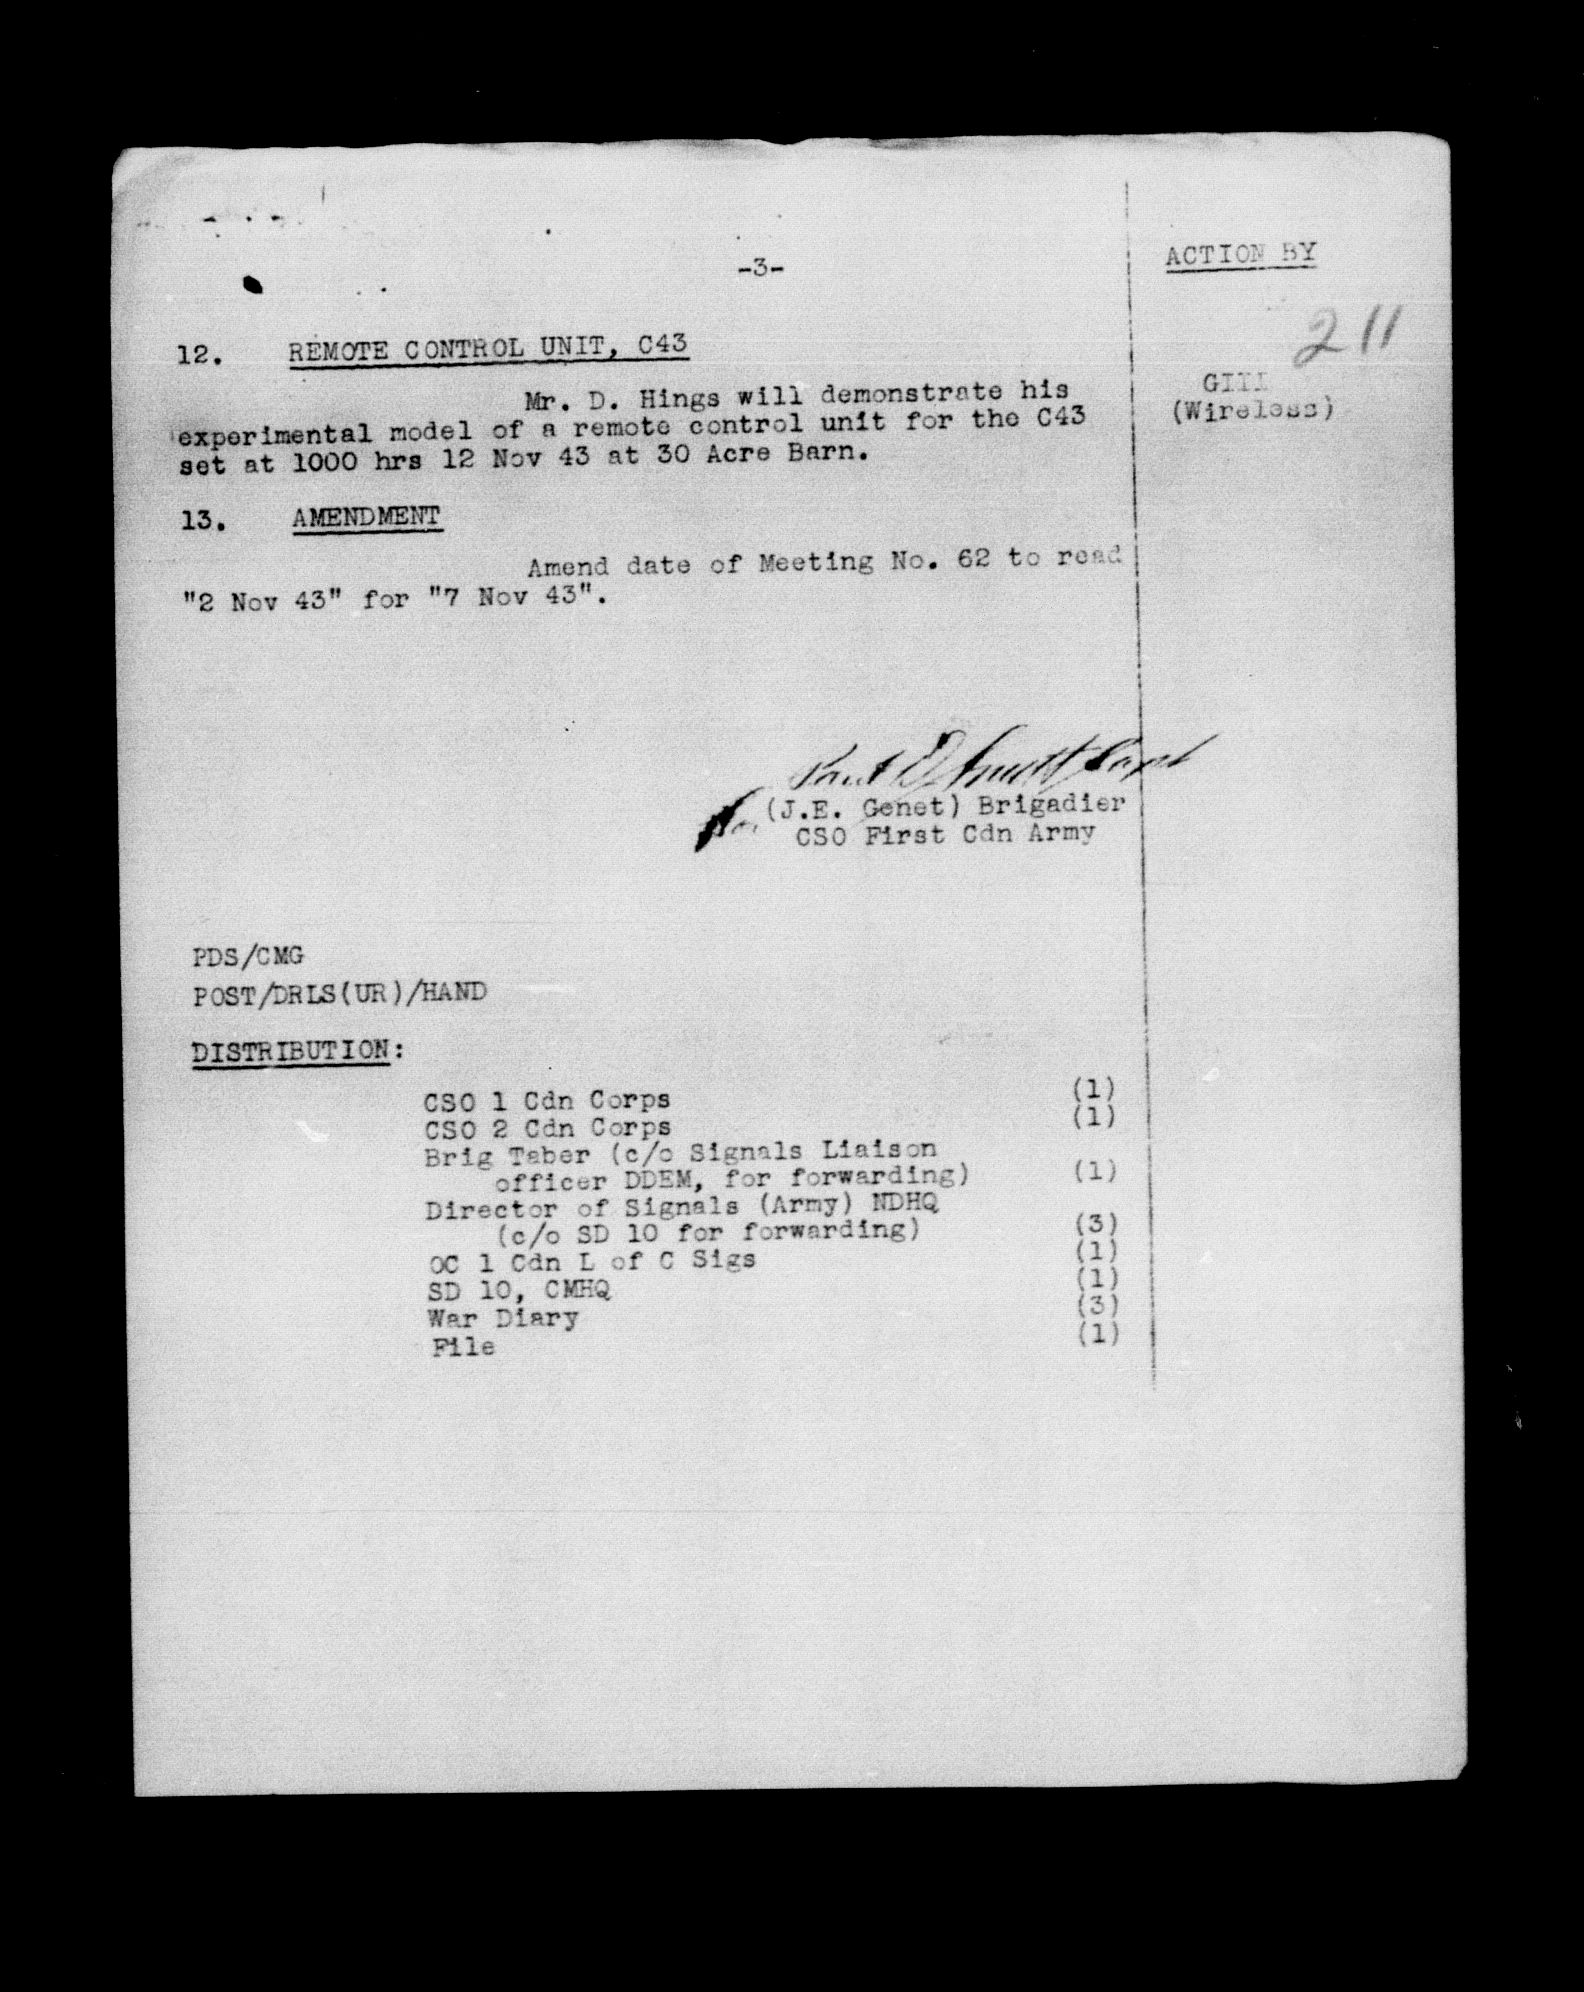 -3-
ACTION BY
211
12. REMOTE CONTROL UNIT, C43
GIII
(Wireless)
Mr. D. Hings will demonstrate his
experimental model of a remote control unit for the C43
set at 1000 hrs 12 Nov 43 at 30 Acre Barn.
13. AMENDMENT
Amend date of Meeting No. 62 to read
"2 Nov 43" for "7 Nov 43".
Capt
for (J.E. Genet) Brigadier
CSO First Cdn Army
PDS/CMG
POST/DRLS(UR)/HAND
DISTRIBUTION:
CSO 1 Cdn Corps (1)
CSO 2 Cdn Corps (1)
Brig Taber (c/o Signals Liaison
officer DDEM, for forwarding) (1)
Director of Signals (Army) NDHQ
(c/o SD 10 for forwarding) (3)
OC 1 Cdn L of C Sigs (1)
SD 10, CMHQ (1)
War Diary (3)
File (1)